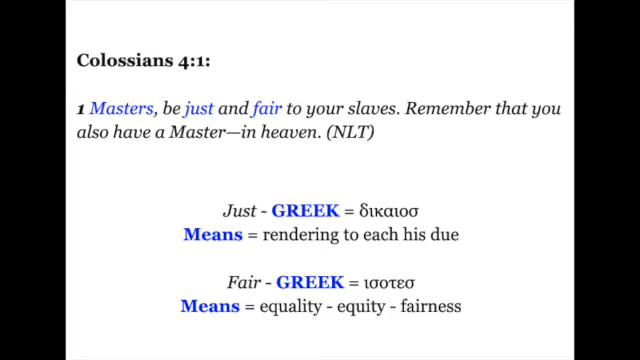 Colossians 4:1:
1 Masters, be just and fair to your slaves. Remember that you
also have a Master—in heaven. (NLT)
Just - GREEK = δικαιοσ
Means = rendering to each his due
Fair - GREEK = ισοτεσ
Means = equality - equity - fairness